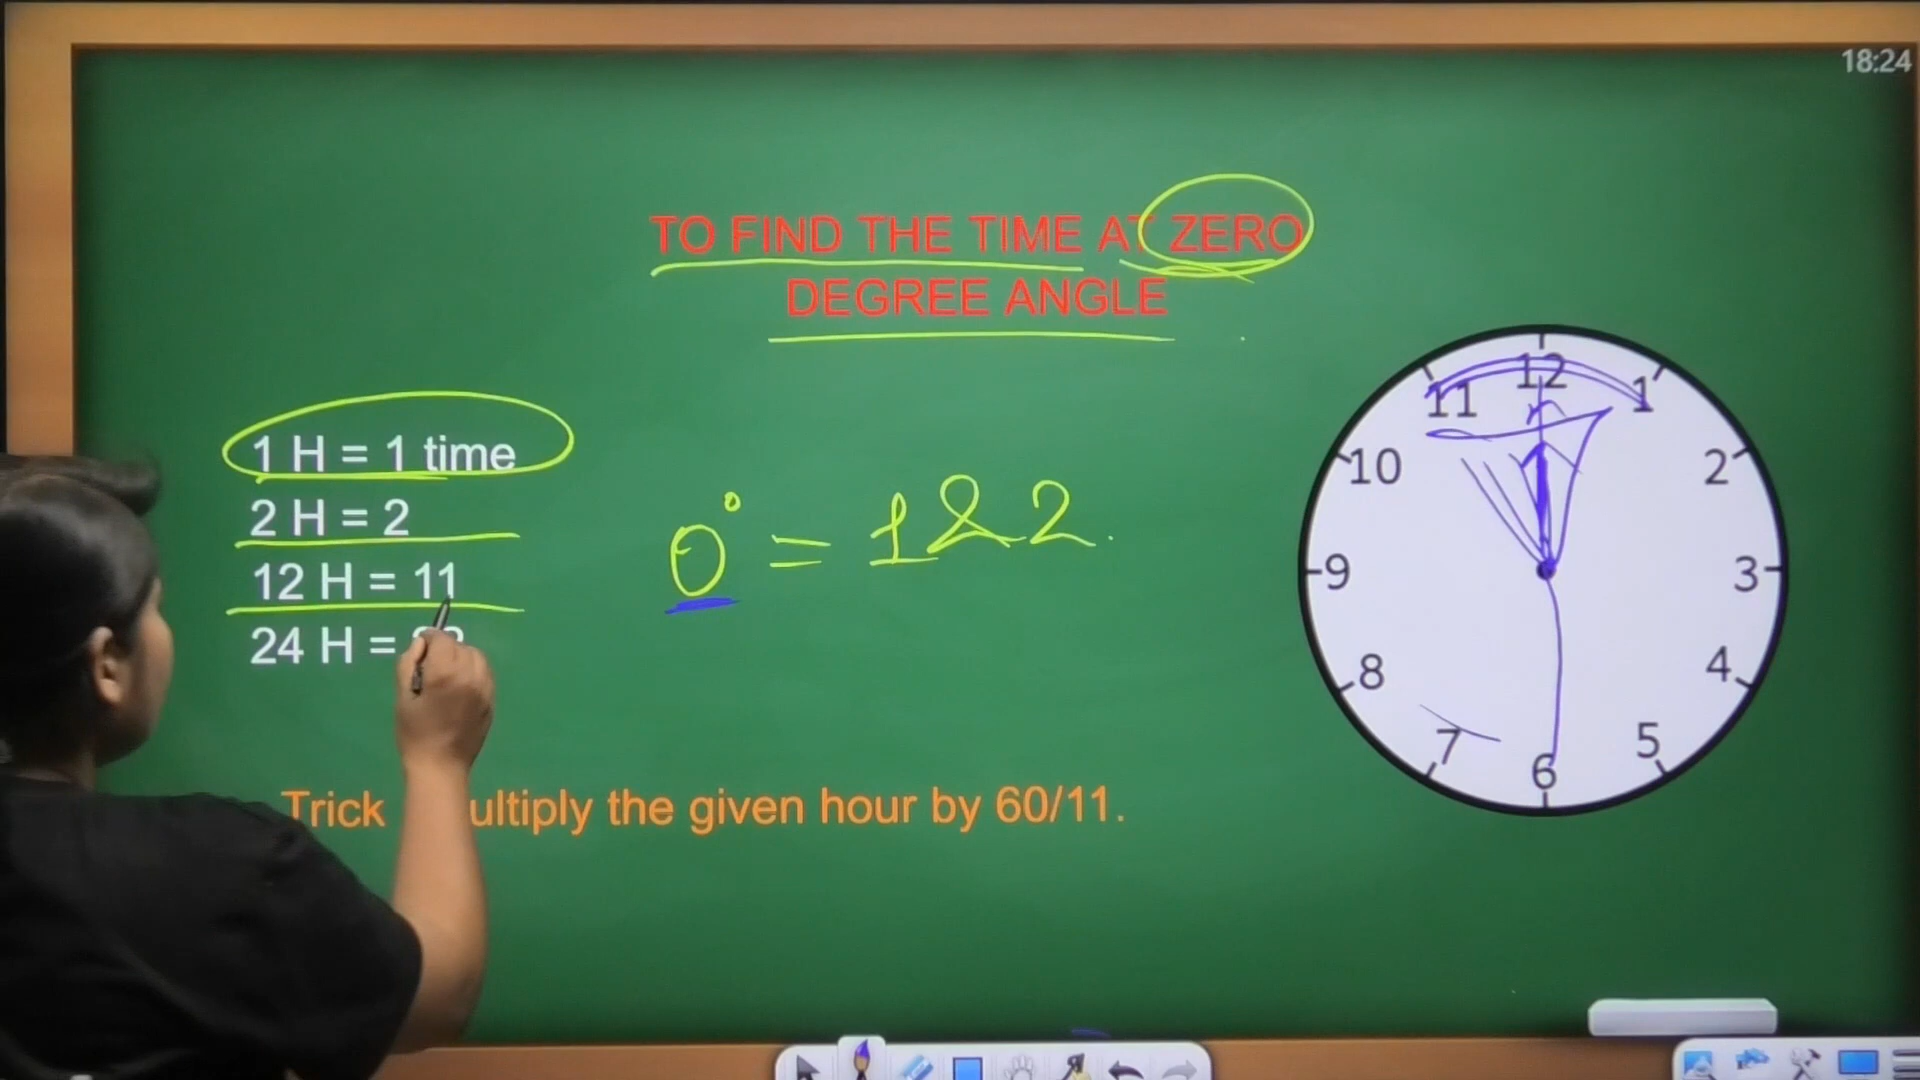 18:24
TO FIND THE TIME AT ZERO
DEGREE ANGLE
1 H = 1 time
2 H = 2
12 H = 11
24 H =
0° = 1 & 2.
Trick
the given hour by 60/11.
12
1
2
3
4
5
6
7
8
9
10
11